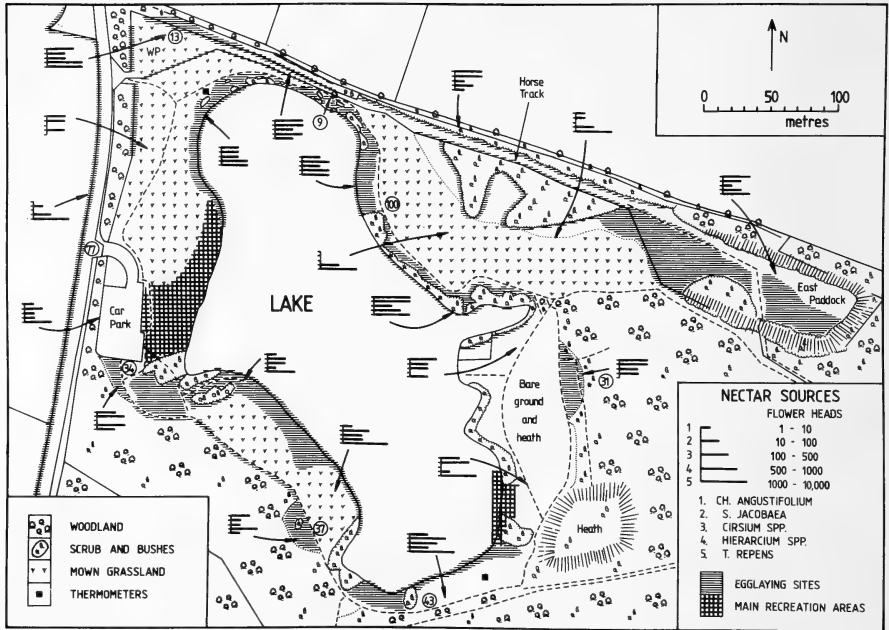 13
WP
9
Horse
Track
N
0 50 100
metres
100
77
Car
Park
LAKE
East
Paddock
34
31
Bare
ground
and
heath
37
43
Heath
WOODLAND
SCRUB AND BUSHES
MOWN GRASSLAND
THERMOMETERS
NECTAR SOURCES
FLOWER HEADS
1 1 - 10
2 10 - 100
3 100 - 500
4 500 - 1000
5 1000 - 10,000
1. CH. ANGUSTIFOLIUM
2. S. JACOBAEA
3. CIRSIUM SPP.
4. HIERARCIUM SPP.
5. T. REPENS
EGGLAYING SITES
MAIN RECREATION AREAS